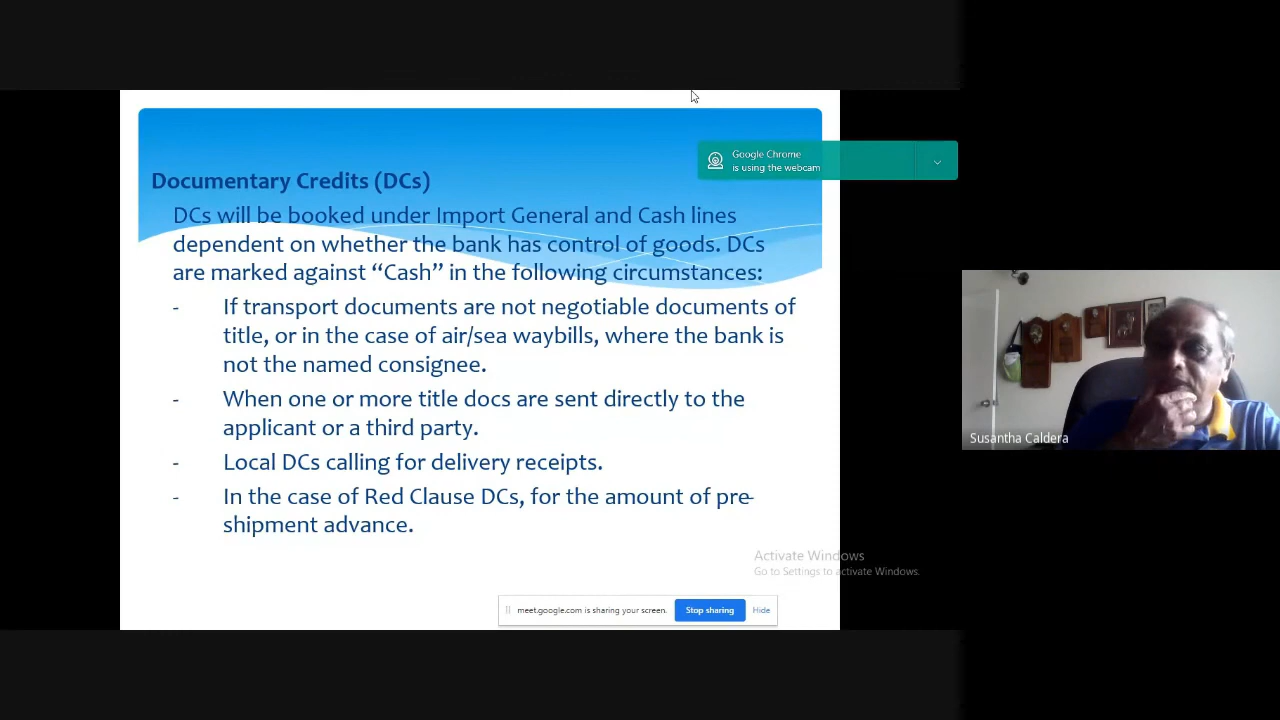 Google Chrome
is using the webcam
Documentary Credits (DCs)
DCs will be booked under Import General and Cash lines
dependent on whether the bank has control of goods. DCs
are marked against “Cash” in the following circumstances:
- If transport documents are not negotiable documents of
title, or in the case of air/sea waybills, where the bank is
not the named consignee.
- When one or more title docs are sent directly to the
applicant or a third party.
- Local DCs calling for delivery receipts.
- In the case of Red Clause DCs, for the amount of pre-
shipment advance.
Susantha Caldera
Activate Windows
Go to Settings to activate Windows.
meet.google.com is sharing your screen. Stop sharing Hide